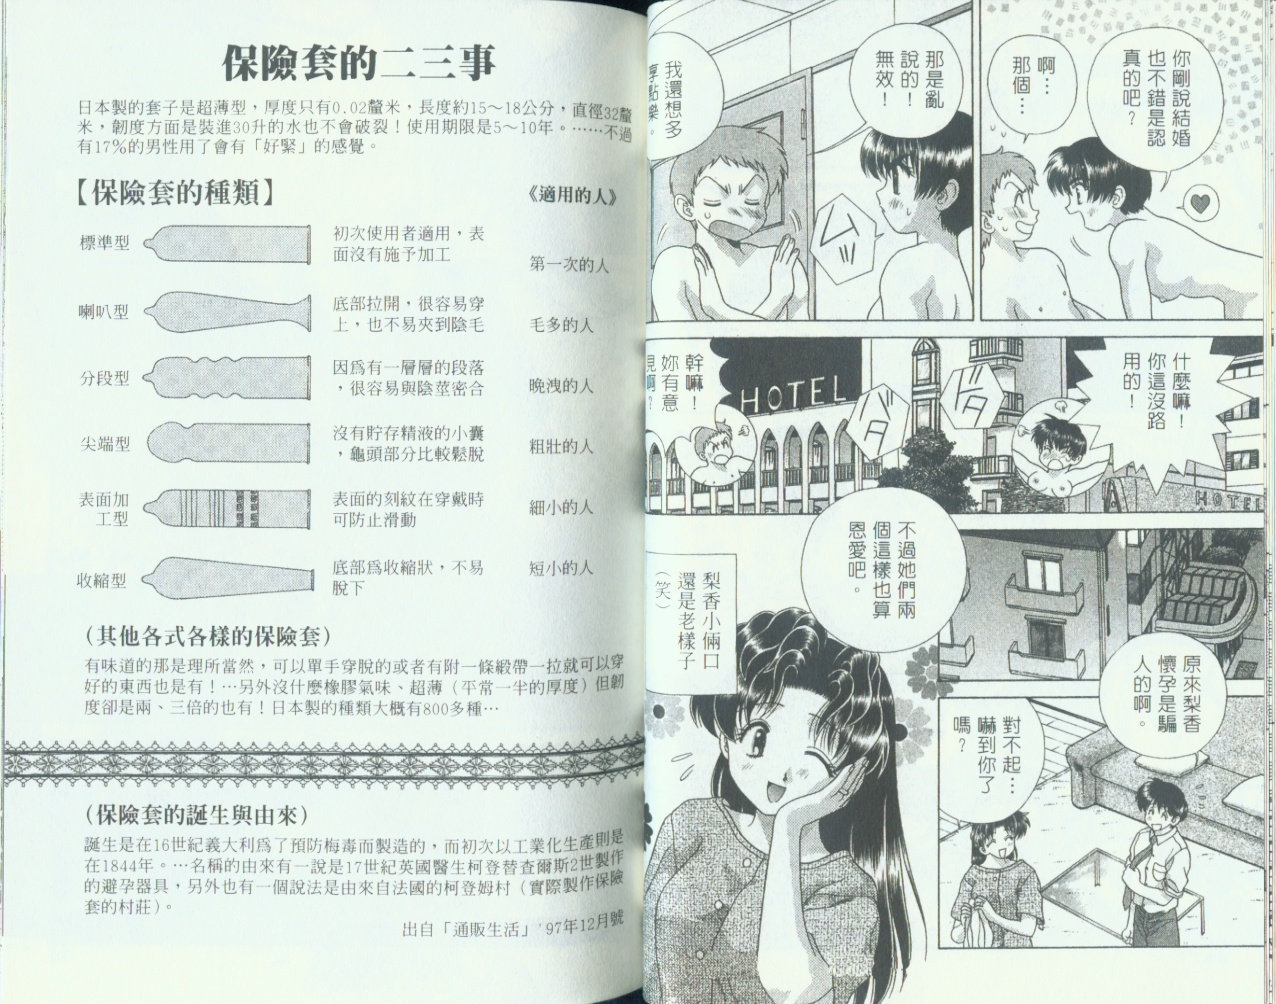 你剛說結婚
也不錯是認
真的吧？
啊…
那個…
那是亂
說的！
無效！
我還想多
享點樂。
什麼嘛！
你這沒路
用的！
幹嘛！
妳有意
見啊？
HOTEL
HOTEL
不過她們兩
個這樣也算
恩愛吧。
梨香小倆口
還是老樣子
（笑）
原來梨香
懷孕是騙
人的啊。
對不起…
嚇到你了
嗎？
保險套的二三事
日本製的套子是超薄型，厚度只有0.02釐米，長度約15～18公分，直徑32釐
米，韌度方面是裝進30升的水也不會破裂！使用期限是5～10年。……不過
有17%的男性用了會有「好緊」的感覺。
【保險套的種類】
《適用的人》
標準型
初次使用者適用，表
面沒有施予加工
第一次的人
喇叭型
底部拉開，很容易穿
上，也不易夾到陰毛
毛多的人
分段型
因為有一層層的段落
，很容易與陰莖密合
晚洩的人
尖端型
沒有貯存精液的小囊
，龜頭部分比較鬆脫
粗壯的人
表面加
工型
表面的刻紋在穿戴時
可防止滑動
細小的人
收縮型
底部為收縮狀，不易
脫下
短小的人
（其他各式各樣的保險套）
有味道的那是理所當然，可以單手穿脫的或者有附一條緞帶一拉就可以穿
好的東西也是有！…另外沒什麼橡膠氣味、超薄（平常一半的厚度）但韌
度卻是兩、三倍的也有！日本製的種類大概有800多種…
（保險套的誕生與由來）
誕生是在16世紀義大利為了預防梅毒而製造的，而初次以工業化生產則是
在1844年。…名稱的由來有一說是17世紀英國醫生柯登替查爾斯2世製作
的避孕器具，另外也有一個說法是由來自法國的柯登姆村（實際製作保險
套的村莊）。
出自「通販生活」'97年12月號